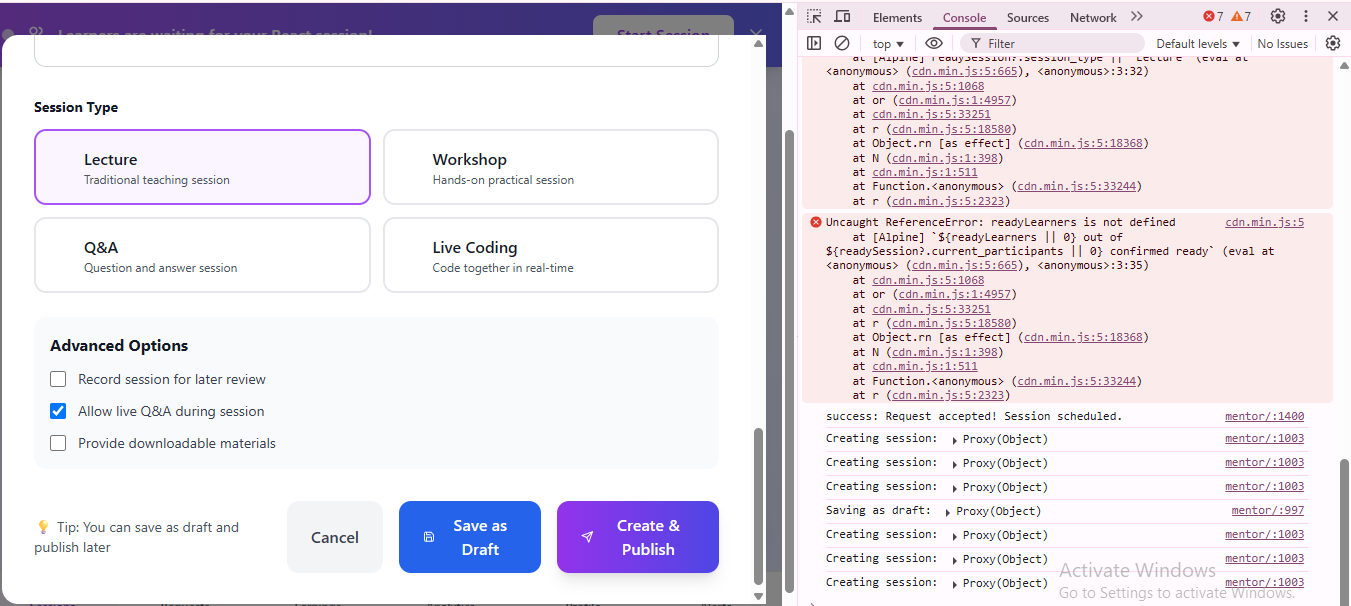 Learners are waiting for your React session!
Start Session
Session Type
Lecture
Traditional teaching session
Workshop
Hands-on practical session
Q&A
Question and answer session
Live Coding
Code together in real-time
Advanced Options
Record session for later review
Allow live Q&A during session
Provide downloadable materials
💡 Tip: You can save as draft and
publish later
Cancel
Save as
Draft
Create &
Publish
Elements
Console
Sources
Network
7
7
top
Filter
Default levels
No Issues
at [Alpine] readySession?.session_type || 'Lecture' (eval at
<anonymous> (cdn.min.js:5:665), <anonymous>:3:32)
at cdn.min.js:5:1068
at or (cdn.min.js:1:4957)
at cdn.min.js:5:33251
at r (cdn.min.js:5:18580)
at Object.rn [as effect] (cdn.min.js:5:18368)
at N (cdn.min.js:1:398)
at cdn.min.js:1:511
at Function.<anonymous> (cdn.min.js:5:33244)
at r (cdn.min.js:5:2323)
Uncaught ReferenceError: readyLearners is not defined cdn.min.js:5
at [Alpine] `${readyLearners || 0} out of
${readySession?.current_participants || 0} confirmed ready` (eval at
<anonymous> (cdn.min.js:5:665), <anonymous>:3:35)
at cdn.min.js:5:1068
at or (cdn.min.js:1:4957)
at cdn.min.js:5:33251
at r (cdn.min.js:5:18580)
at Object.rn [as effect] (cdn.min.js:5:18368)
at N (cdn.min.js:1:398)
at cdn.min.js:1:511
at Function.<anonymous> (cdn.min.js:5:33244)
at r (cdn.min.js:5:2323)
success: Request accepted! Session scheduled. mentor/:1400
Creating session: Proxy(Object) mentor/:1003
Creating session: Proxy(Object) mentor/:1003
Creating session: Proxy(Object) mentor/:1003
Saving as draft: Proxy(Object) mentor/:997
Creating session: Proxy(Object) mentor/:1003
Creating session: Proxy(Object) mentor/:1003
Creating session: Proxy(Object) mentor/:1003
Activate Windows
Go to Settings to activate Windows.